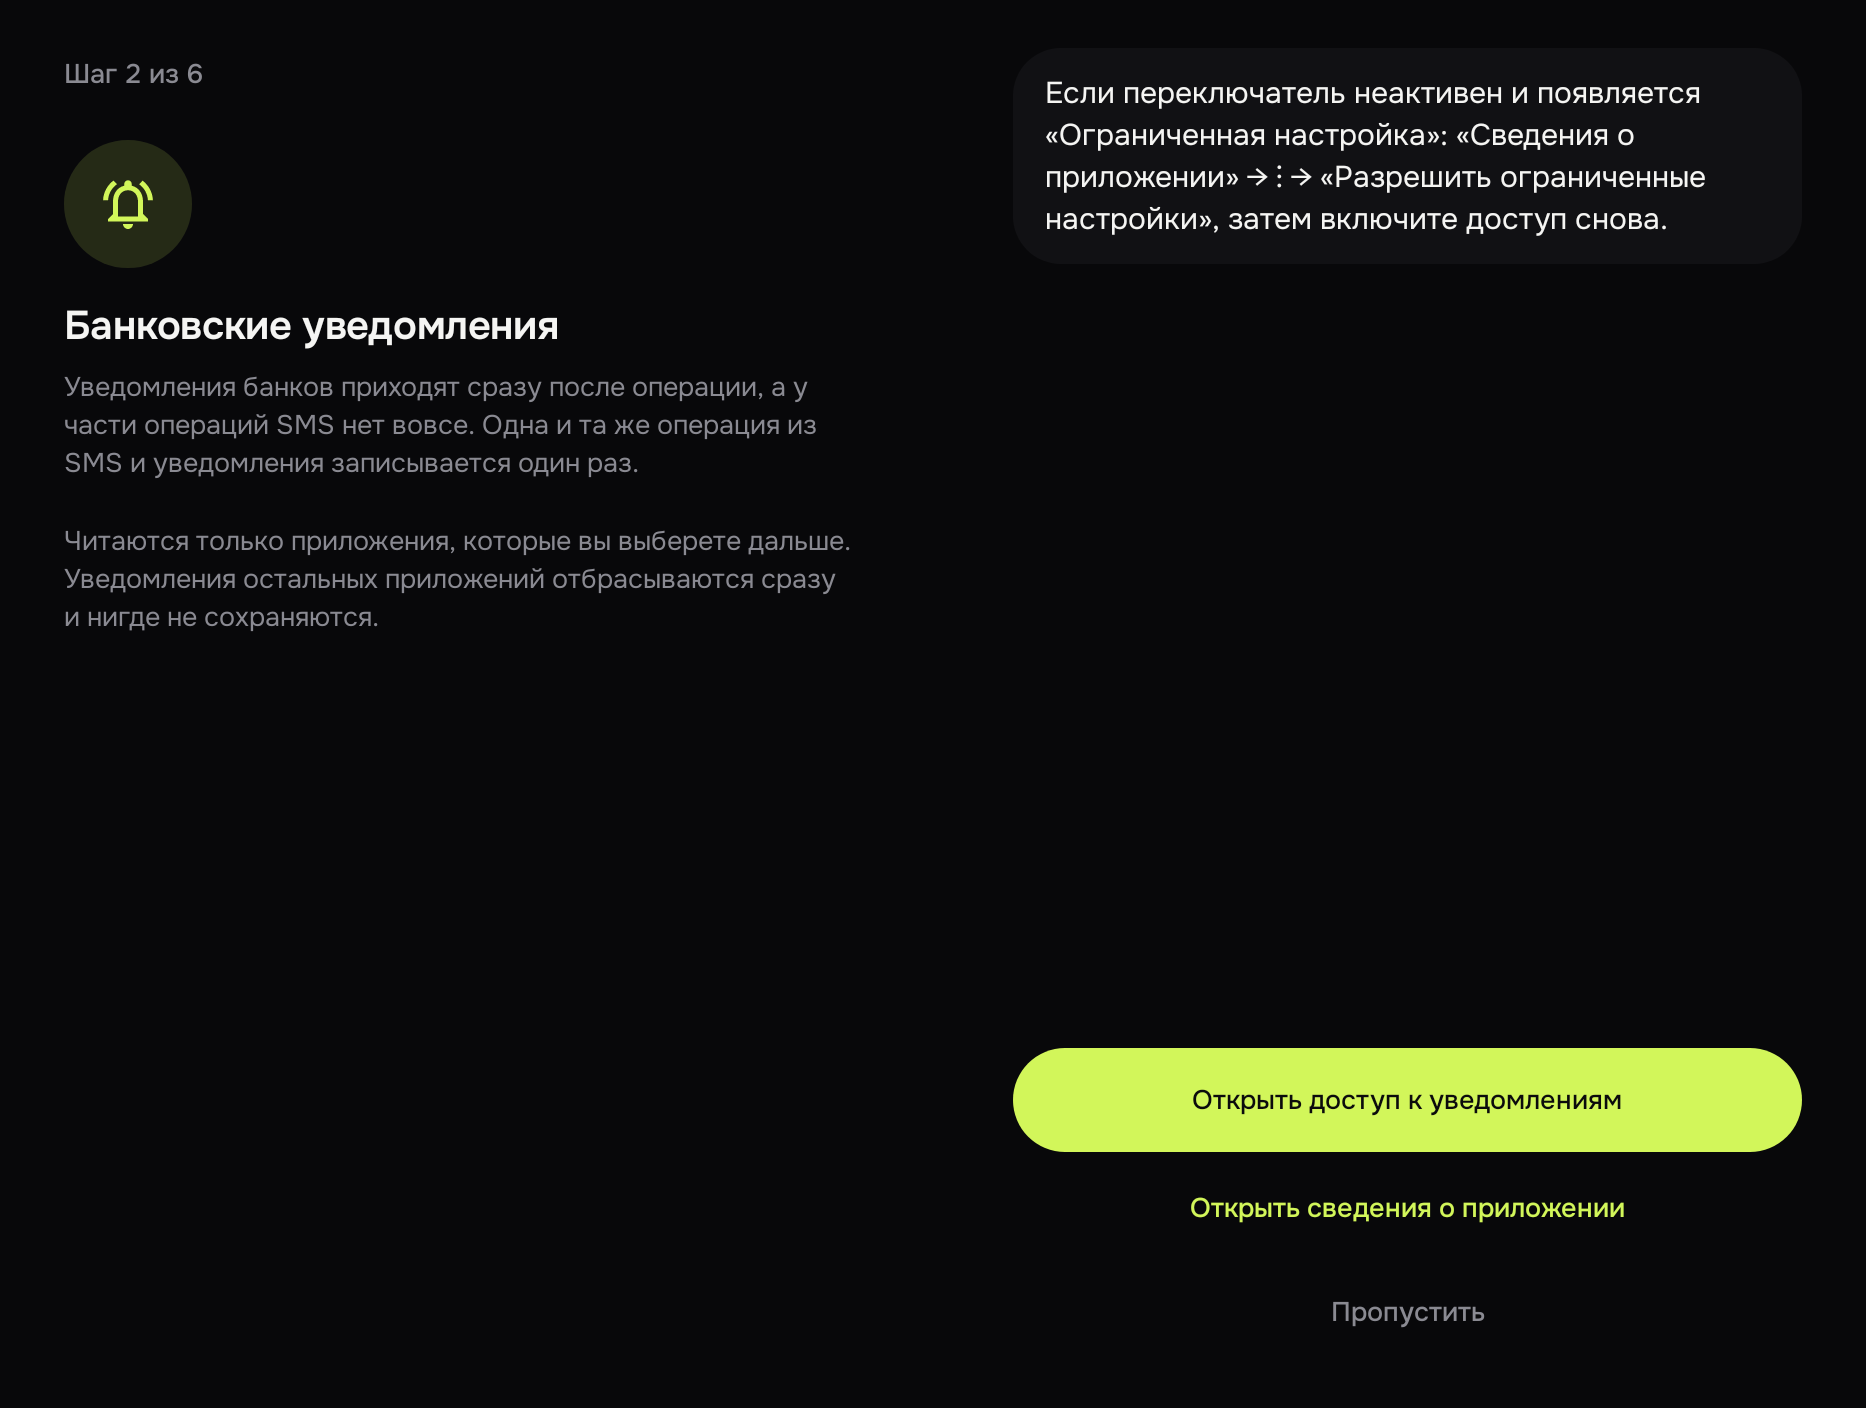 Шаг 2 из 6
Банковские уведомления
Уведомления банков приходят сразу после операции, а у
части операций SMS нет вовсе. Одна и та же операция из
SMS и уведомления записывается один раз.
Читаются только приложения, которые вы выберете дальше.
Уведомления остальных приложений отбрасываются сразу
и нигде не сохраняются.
Если переключатель неактивен и появляется
«Ограниченная настройка»: «Сведения о
приложении» → ⋮ → «Разрешить ограниченные
настройки», затем включите доступ снова.
Открыть доступ к уведомлениям
Открыть сведения о приложении
Пропустить